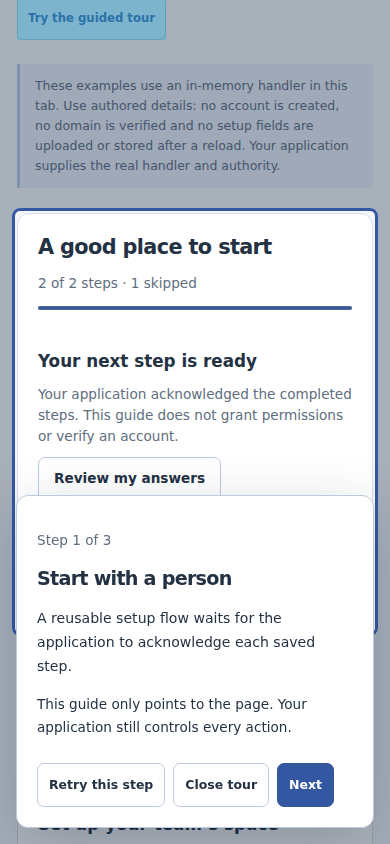 Try the guided tour
These examples use an in-memory handler in this
tab. Use authored details: no account is created,
no domain is verified and no setup fields are
uploaded or stored after a reload. Your application
supplies the real handler and authority.
A good place to start
2 of 2 steps · 1 skipped
Your next step is ready
Your application acknowledged the completed
steps. This guide does not grant permissions
or verify an account.
Review my answers
Step 1 of 3
Start with a person
A reusable setup flow waits for the
application to acknowledge each saved
step.
This guide only points to the page. Your
application still controls every action.
Retry this step Close tour Next
Set up your team's space